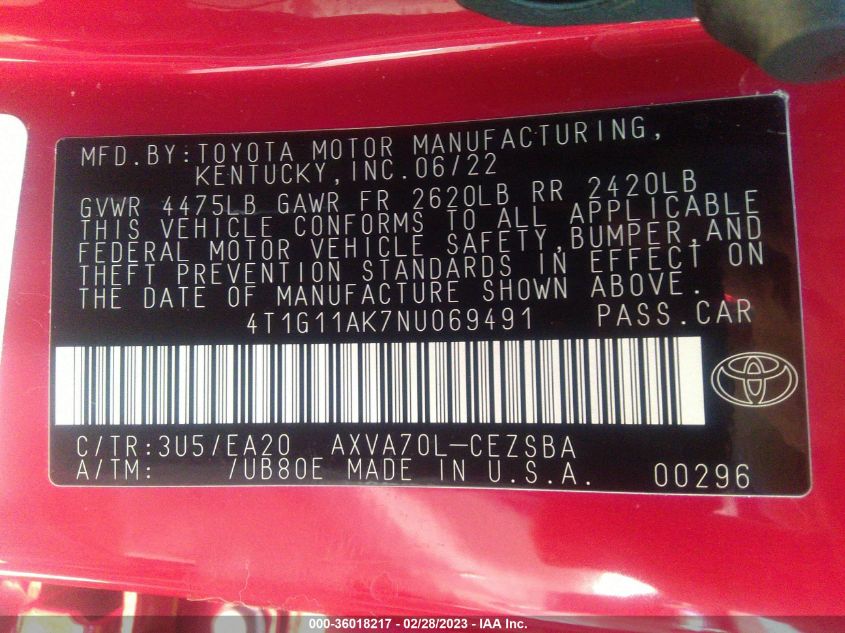 MFD.BY:TOYOTA MOTOR MANUFACTURING,
KENTUCKY,INC.06/22
GVWR 4475LB GAWR FR 2620LB RR 2420LB
THIS VEHICLE CONFORMS TO ALL APPLICABLE
FEDERAL MOTOR VEHICLE SAFETY,BUMPER,AND
THEFT PREVENTION STANDARDS IN EFFECT ON
THE DATE OF MANUFACTURE SHOWN ABOVE.
4T1G11AK7NU069491 PASS.CAR
C/TR:3U5/EA20 AXVA70L-CEZSBA
A/TM: /UB80E MADE IN U.S.A. 00296
000-36018217 - 02/28/2023 - IAA Inc.